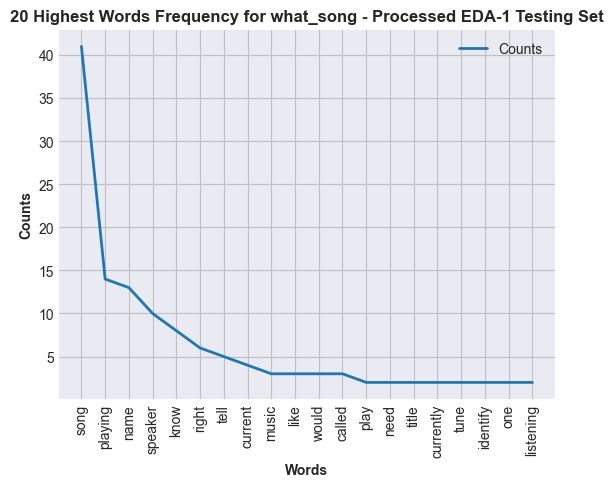 20 Highest Words Frequency for what_song - Processed EDA-1 Testing Set
Counts
40
35
30
25
20
15
10
5
Counts
song
playing
name
speaker
know
right
tell
current
music
like
would
called
play
need
title
currently
tune
identify
one
listening
Words